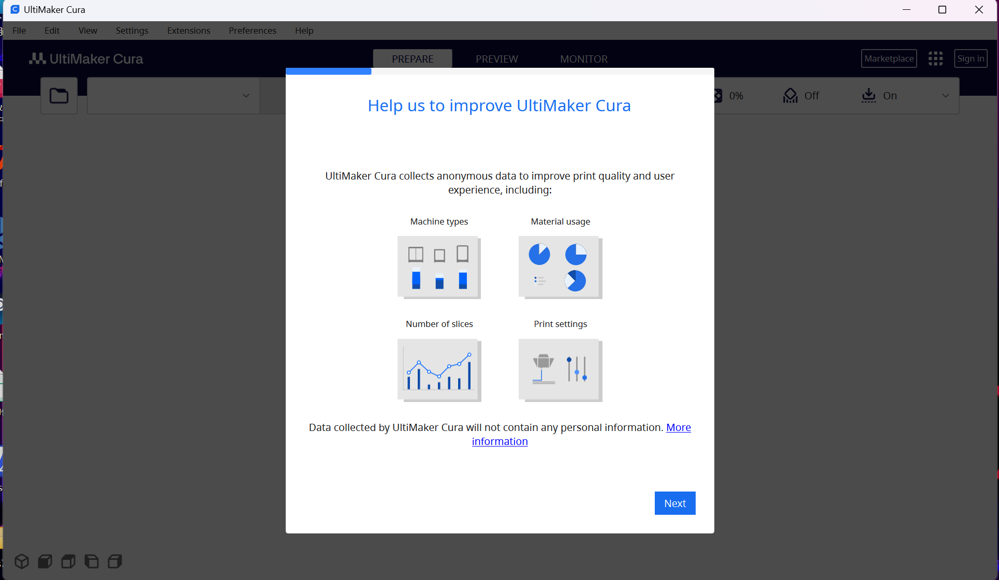 UltiMaker Cura
File Edit View Settings Extensions Preferences Help
UltiMaker Cura PREPARE PREVIEW MONITOR Marketplace Sign in
0% Off On
Help us to improve UltiMaker Cura
UltiMaker Cura collects anonymous data to improve print quality and user
experience, including:
Machine types Material usage
Number of slices Print settings
Data collected by UltiMaker Cura will not contain any personal information. More
information
Next